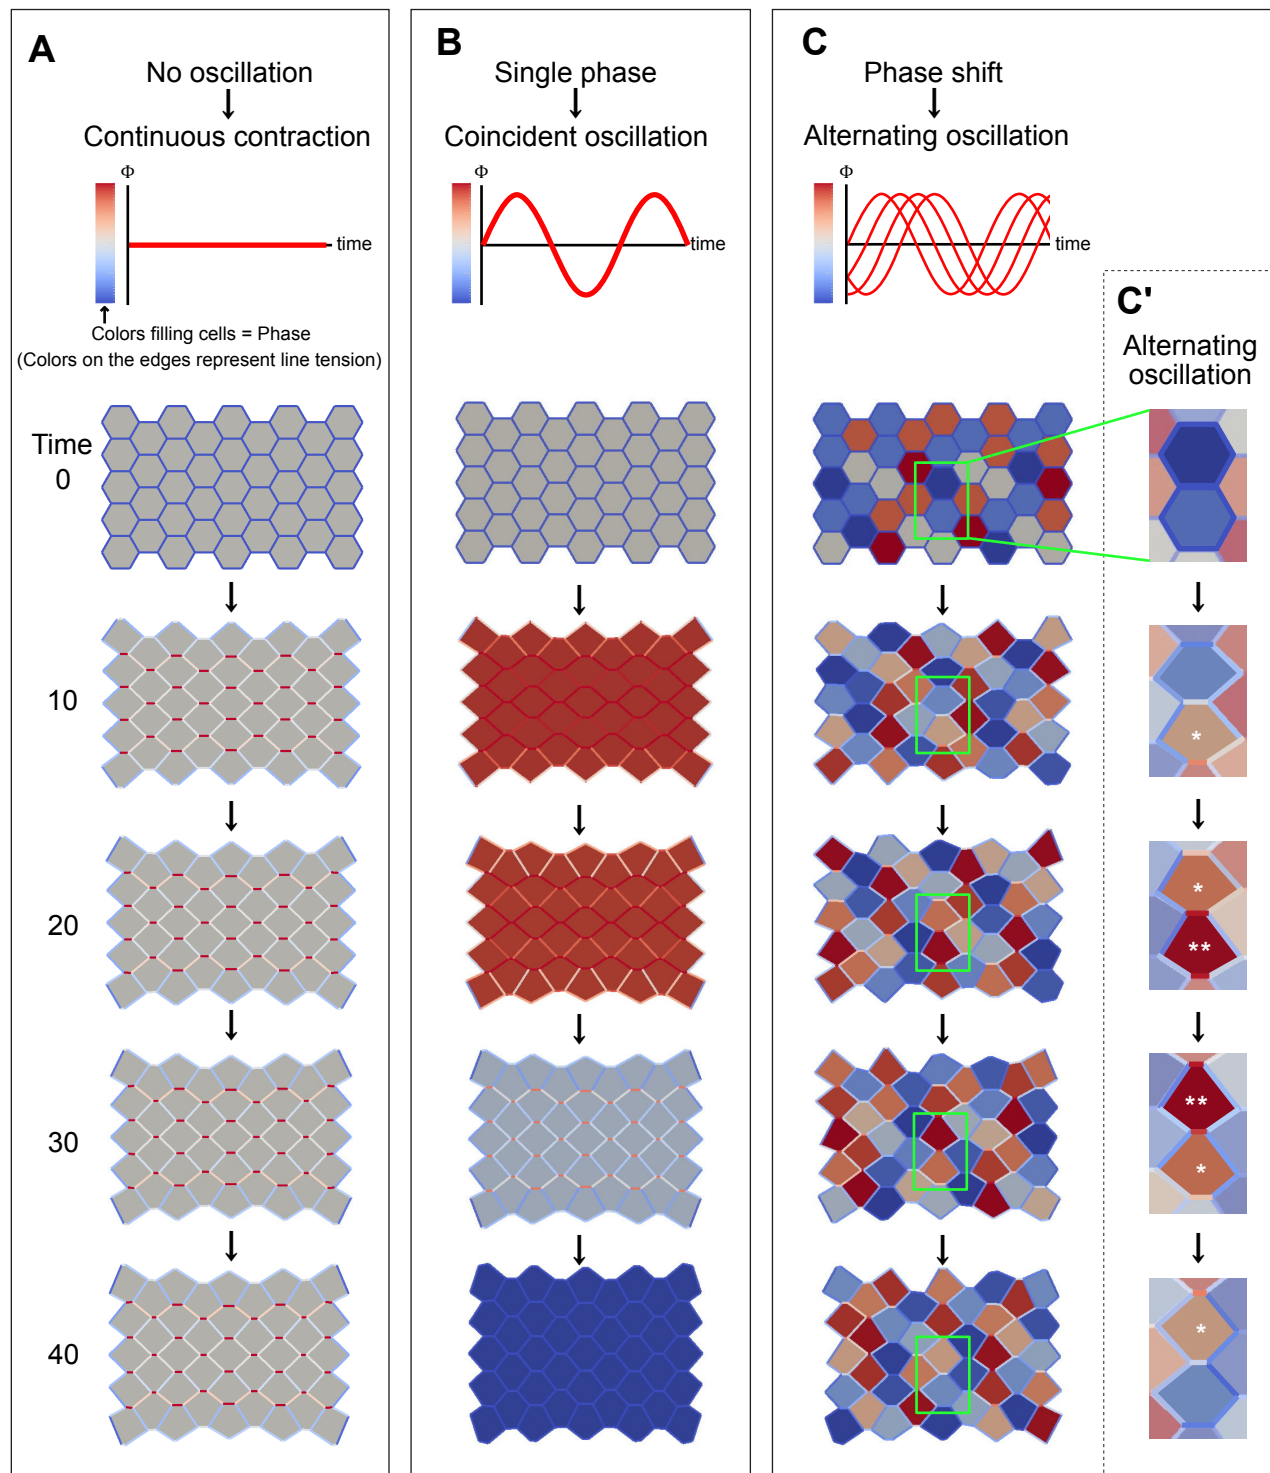 A
No oscillation
Continuous contraction
Φ
time
Colors filling cells = Phase
(Colors on the edges represent line tension)
Time
0
10
20
30
40
B
Single phase
Coincident oscillation
Φ
time
C
Phase shift
Alternating oscillation
Φ
time
C'
Alternating
oscillation
*
*
**
**
*
*